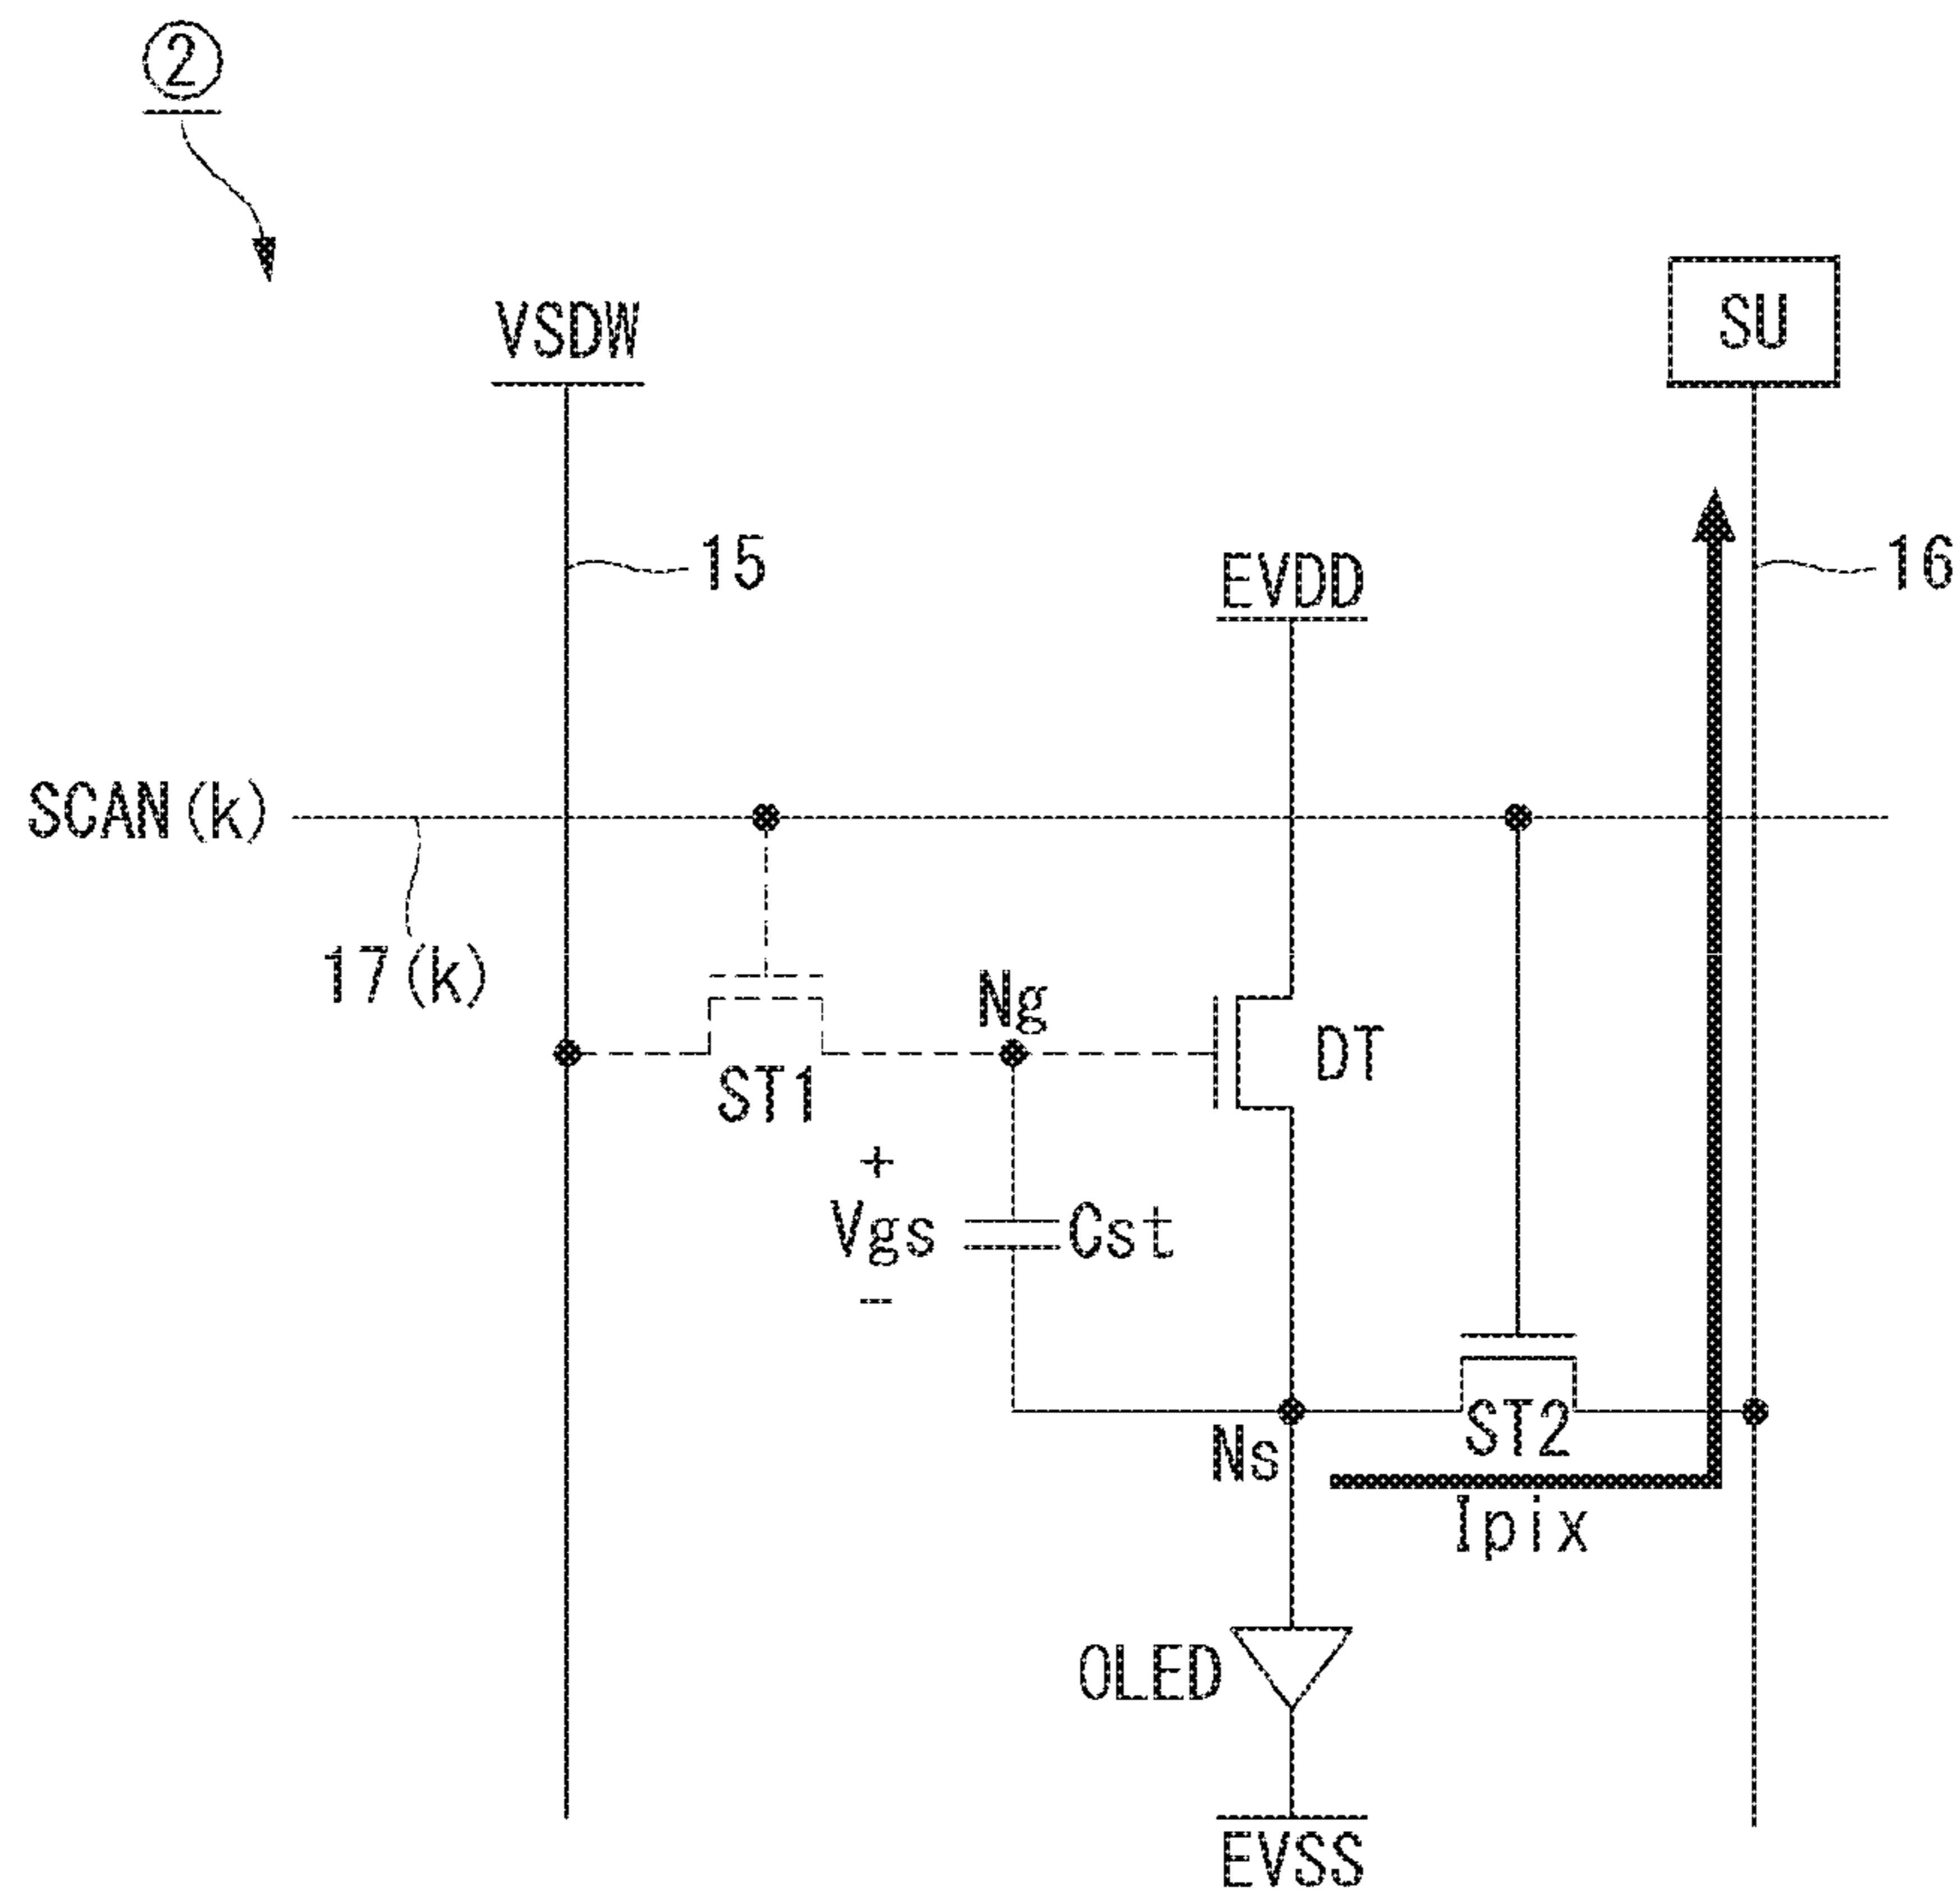 ②
VSDW
SU
15
EVDD
16
SCAN(k)
17(k)
Ng
DT
ST1
+
Vgs
Cst
-
ST2
Ns
Ipix
OLED
EVSS